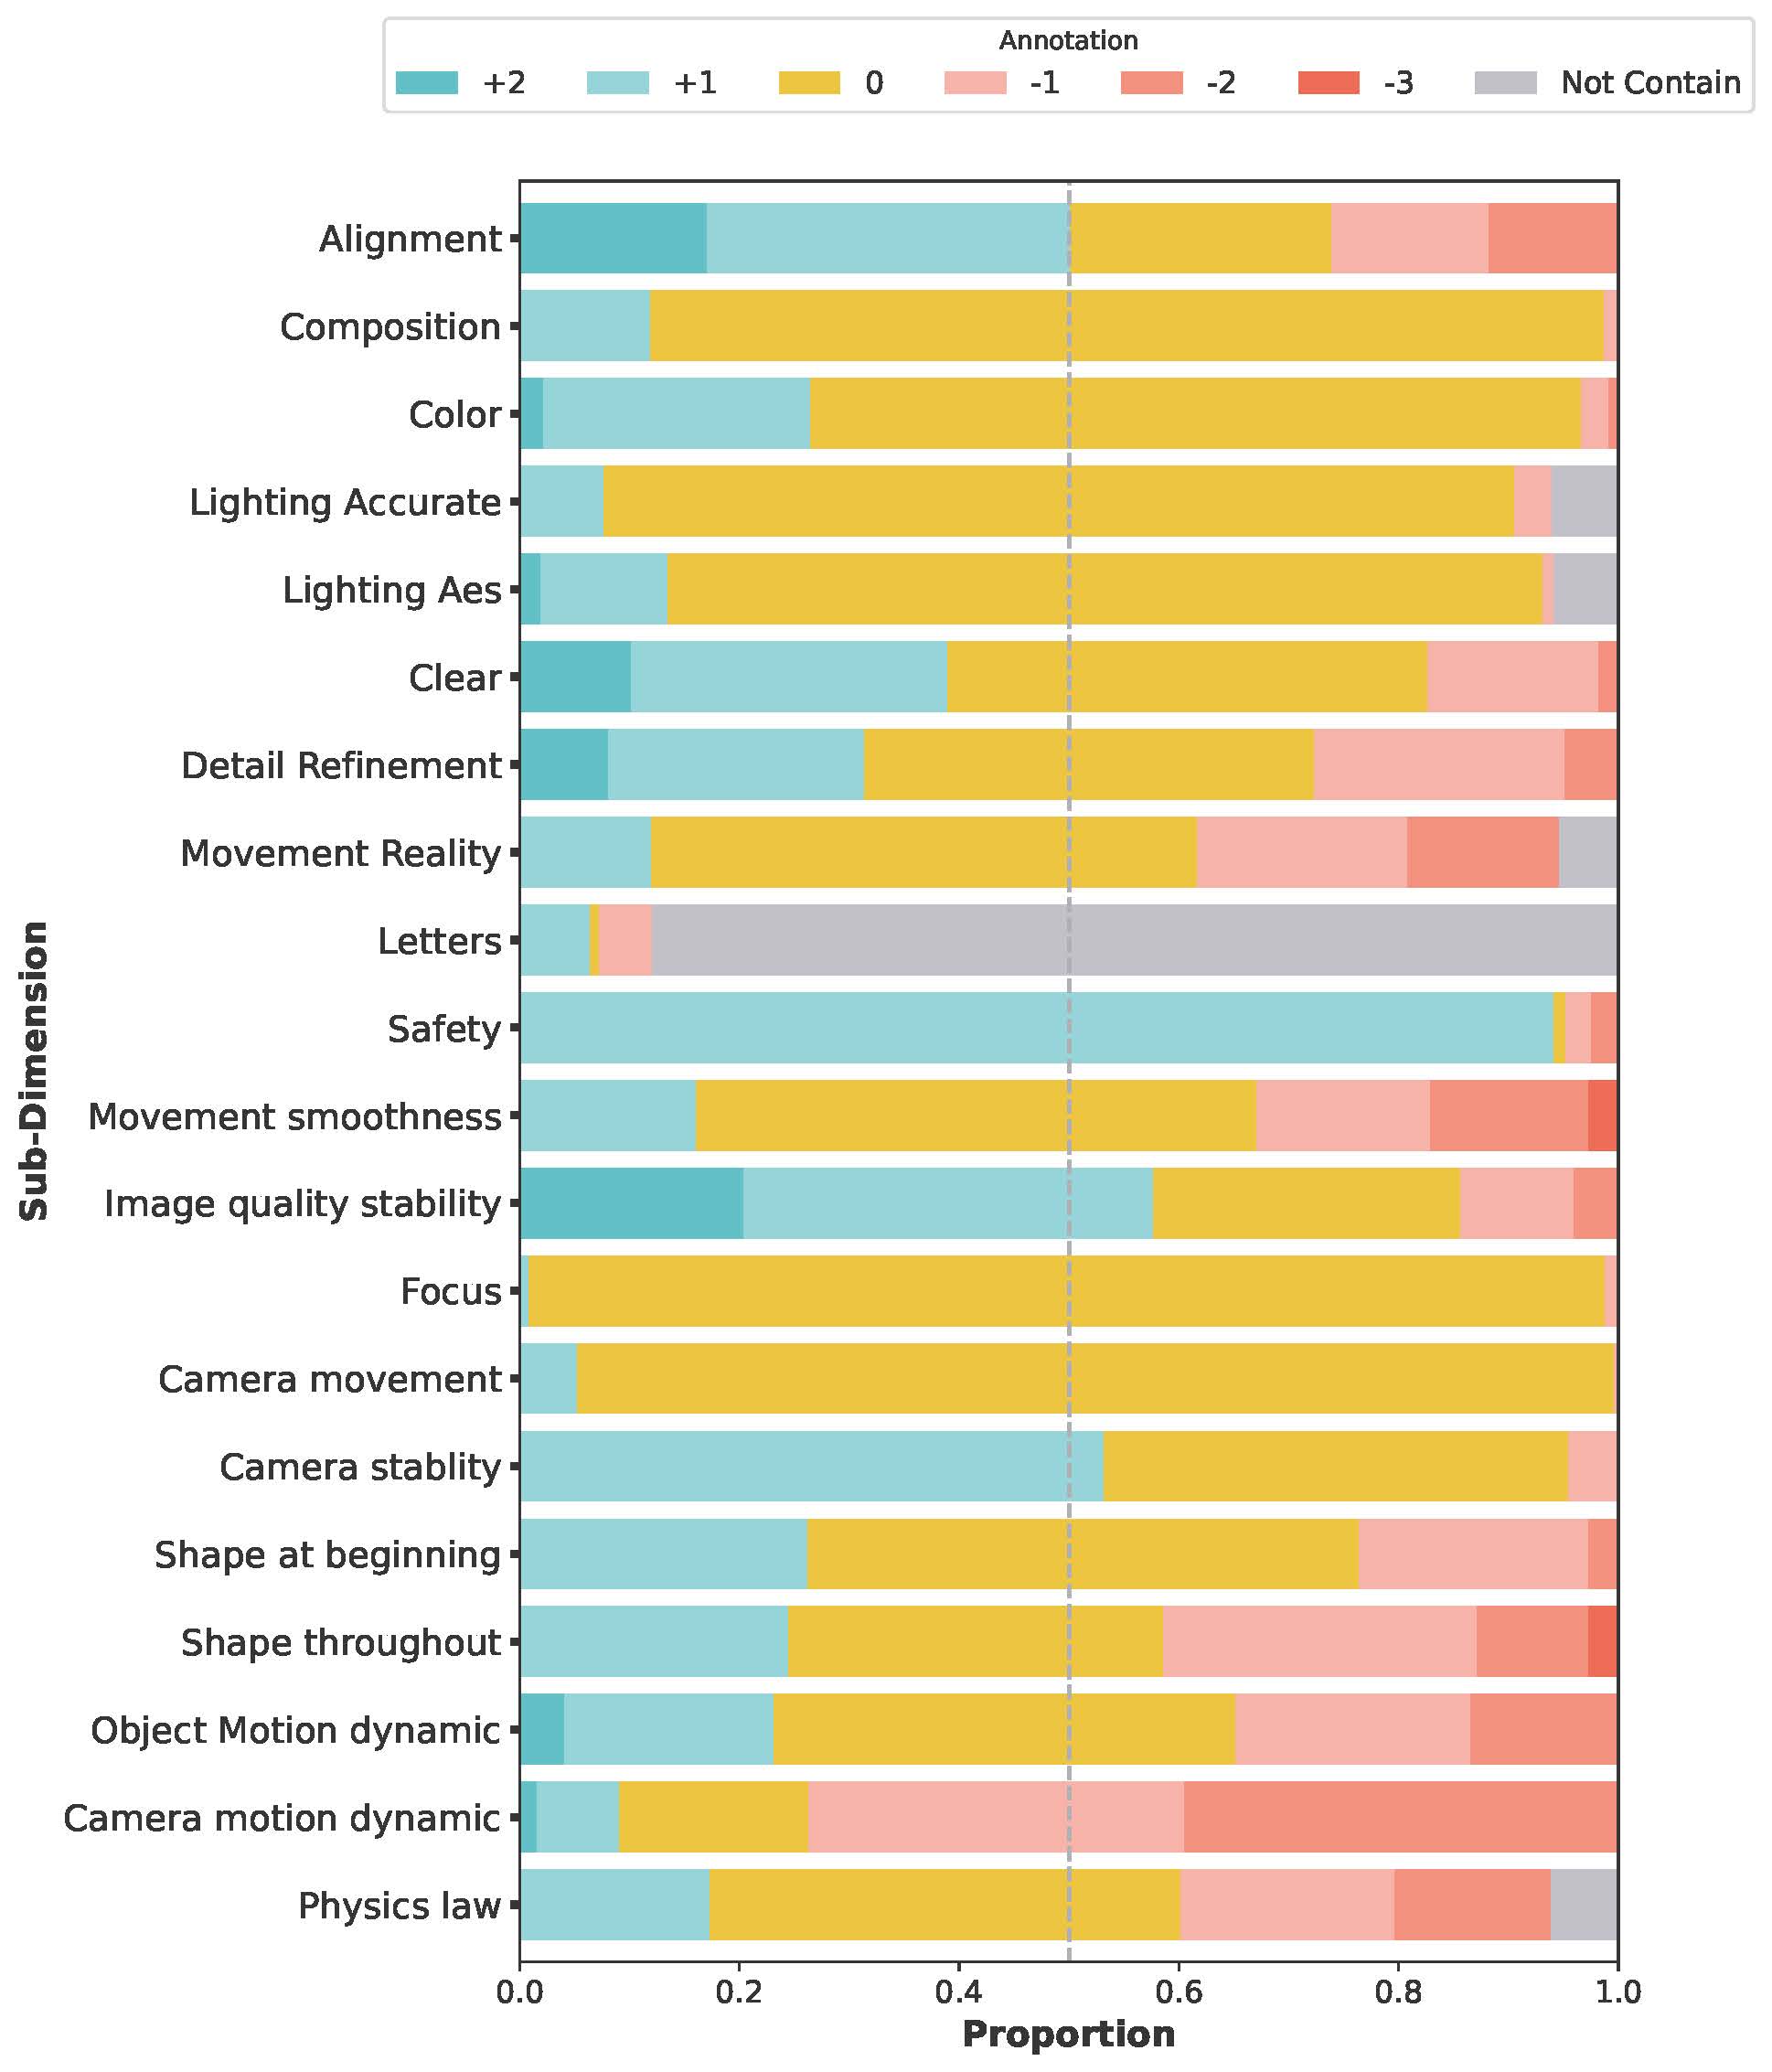 Annotation
+2 +1 0 -1 -2 -3 Not Contain
Alignment
Composition
Color
Lighting Accurate
Lighting Aes
Clear
Detail Refinement
Movement Reality
Letters
Safety
Movement smoothness
Image quality stability
Focus
Camera movement
Camera stablity
Shape at beginning
Shape throughout
Object Motion dynamic
Camera motion dynamic
Physics law
Sub-Dimension
0.0 0.2 0.4 0.6 0.8 1.0
Proportion